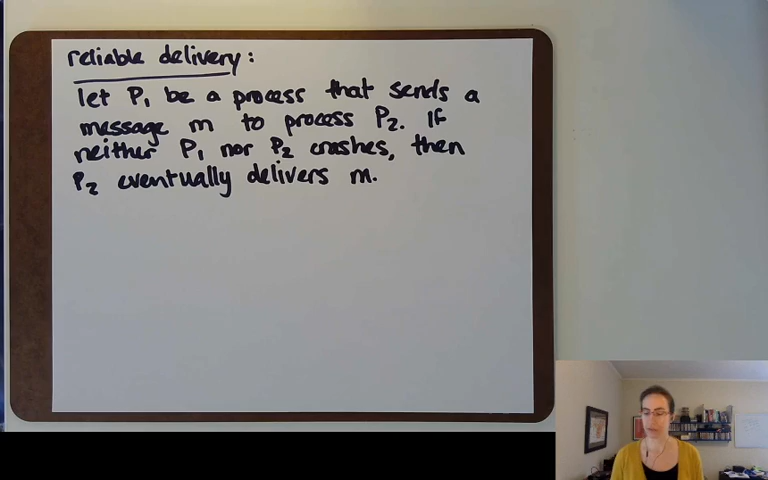 reliable delivery:
let P₁ be a process that sends a
message m to process P₂. If
neither P₁ nor P₂ crashes, then
P₂ eventually delivers m.